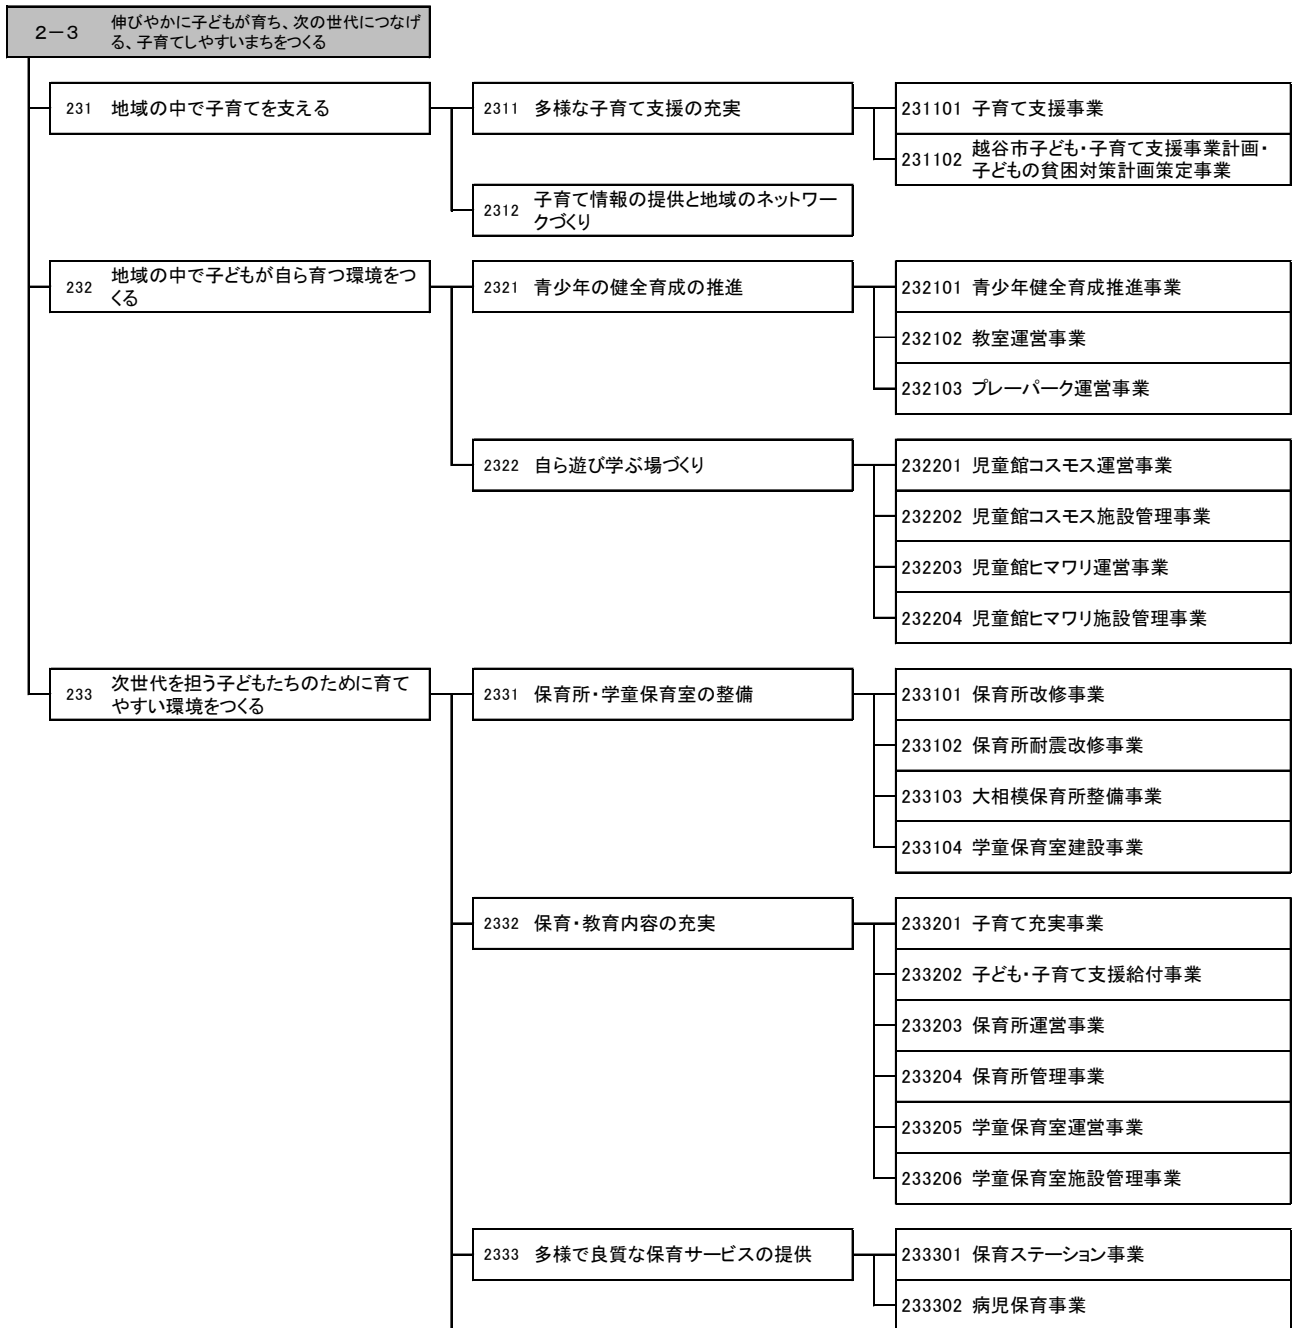 2－3 伸びやかに子どもが育ち、次の世代につなげ
る、子育てしやすいまちをつくる
231 地域の中で子育てを支える
2311 多様な子育て支援の充実
231101 子育て支援事業
231102 越谷市子ども・子育て支援事業計画・
子どもの貧困対策計画策定事業
2312 子育て情報の提供と地域のネットワー
クづくり
232 地域の中で子どもが自ら育つ環境をつ
くる
2321 青少年の健全育成の推進
232101 青少年健全育成推進事業
232102 教室運営事業
232103 プレーパーク運営事業
2322 自ら遊び学ぶ場づくり
232201 児童館コスモス運営事業
232202 児童館コスモス施設管理事業
232203 児童館ヒマワリ運営事業
232204 児童館ヒマワリ施設管理事業
233 次世代を担う子どもたちのために育て
やすい環境をつくる
2331 保育所・学童保育室の整備
233101 保育所改修事業
233102 保育所耐震改修事業
233103 大相模保育所整備事業
233104 学童保育室建設事業
2332 保育・教育内容の充実
233201 子育て充実事業
233202 子ども・子育て支援給付事業
233203 保育所運営事業
233204 保育所管理事業
233205 学童保育室運営事業
233206 学童保育室施設管理事業
2333 多様で良質な保育サービスの提供
233301 保育ステーション事業
233302 病児保育事業